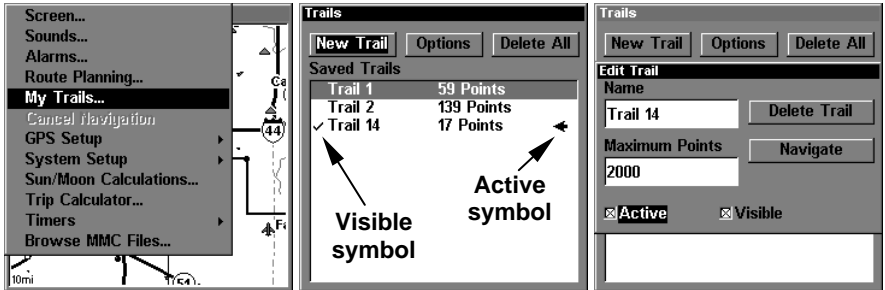 Screen...
Sounds...
Alarms...
Route Planning...
My Trails...
Cancel Navigation
GPS Setup
System Setup
Sun/Moon Calculations...
Trip Calculator...
Timers
Browse MMC Files...
44
10mi
Trails
New Trail Options Delete All
Saved Trails
Trail 1 59 Points
Trail 2 139 Points
Trail 14 17 Points
Visible symbol
Active symbol
Trails
New Trail Options Delete All
Edit Trail
Name
Trail 14 Delete Trail
Maximum Points Navigate
2000
Active Visible